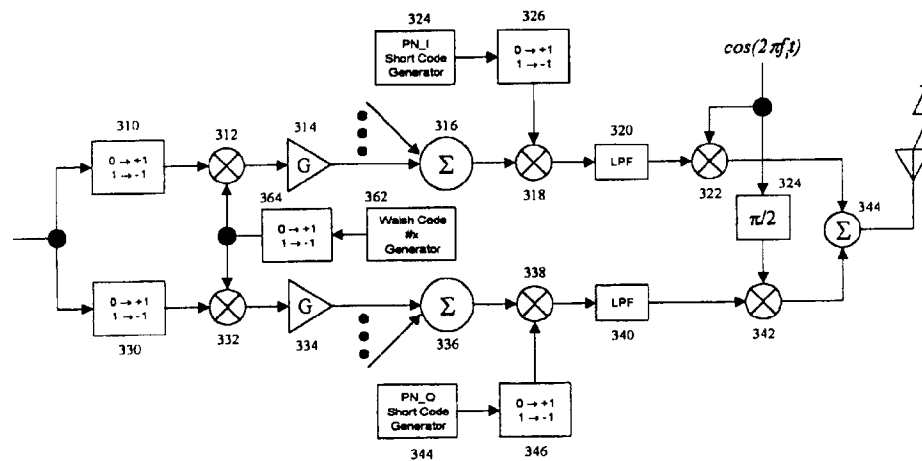 324
326
PN_I
Short Code
Generator
0 → +1
1 → -1
cos(2πfᵢt)
310
312
314
316
320
0 → +1
1 → -1
G
Σ
LPF
318
322
324
364
362
344
0 → +1
1 → -1
Walsh Code
#x
Generator
π/2
Σ
338
0 → +1
1 → -1
G
Σ
LPF
330
332
334
336
340
342
PN_Q
Short Code
Generator
0 → +1
1 → -1
344
346